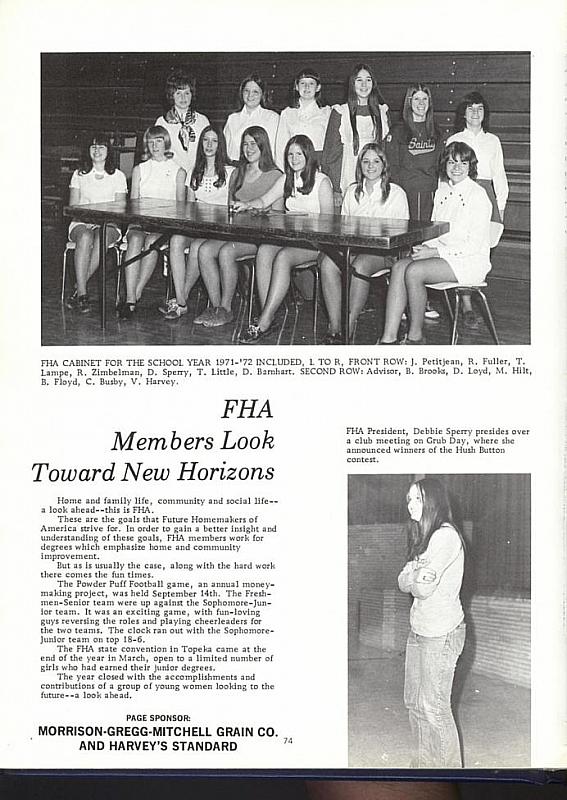 Saints
FHA CABINET FOR THE SCHOOL YEAR 1971-'72 INCLUDED, L TO R, FRONT ROW: J. Petitjean, R. Fuller, T.
Lampe, R. Zimbelman, D. Sperry, T. Little, D. Barnhart. SECOND ROW: Advisor, B. Brooks, D. Loyd, M. Hilt,
B. Floyd, C. Busby, V. Harvey.
FHA
Members Look
Toward New Horizons
Home and family life, community and social life--
a look ahead--this is FHA.
These are the goals that Future Homemakers of
America strive for. In order to gain a better insight and
understanding of these goals, FHA members work for
degrees which emphasize home and community
improvement.
But as is usually the case, along with the hard work
there comes the fun times.
The Powder Puff Football game, an annual money-
making project, was held September 14th. The Fresh-
men-Senior team were up against the Sophomore-Jun-
ior team. It was an exciting game, with fun-loving
guys reversing the roles and playing cheerleaders for
the two teams. The clock ran out with the Sophomore-
Junior team on top 18-6.
The FHA state convention in Topeka came at the
end of the year in March, open to a limited number of
girls who had earned their junior degrees.
The year closed with the accomplishments and
contributions of a group of young women looking to the
future--a look ahead.
PAGE SPONSOR:
MORRISON-GREGG-MITCHELL GRAIN CO.
AND HARVEY'S STANDARD
74
FHA President, Debbie Sperry presides over
a club meeting on Grub Day, where she
announced winners of the Hush Button
contest.